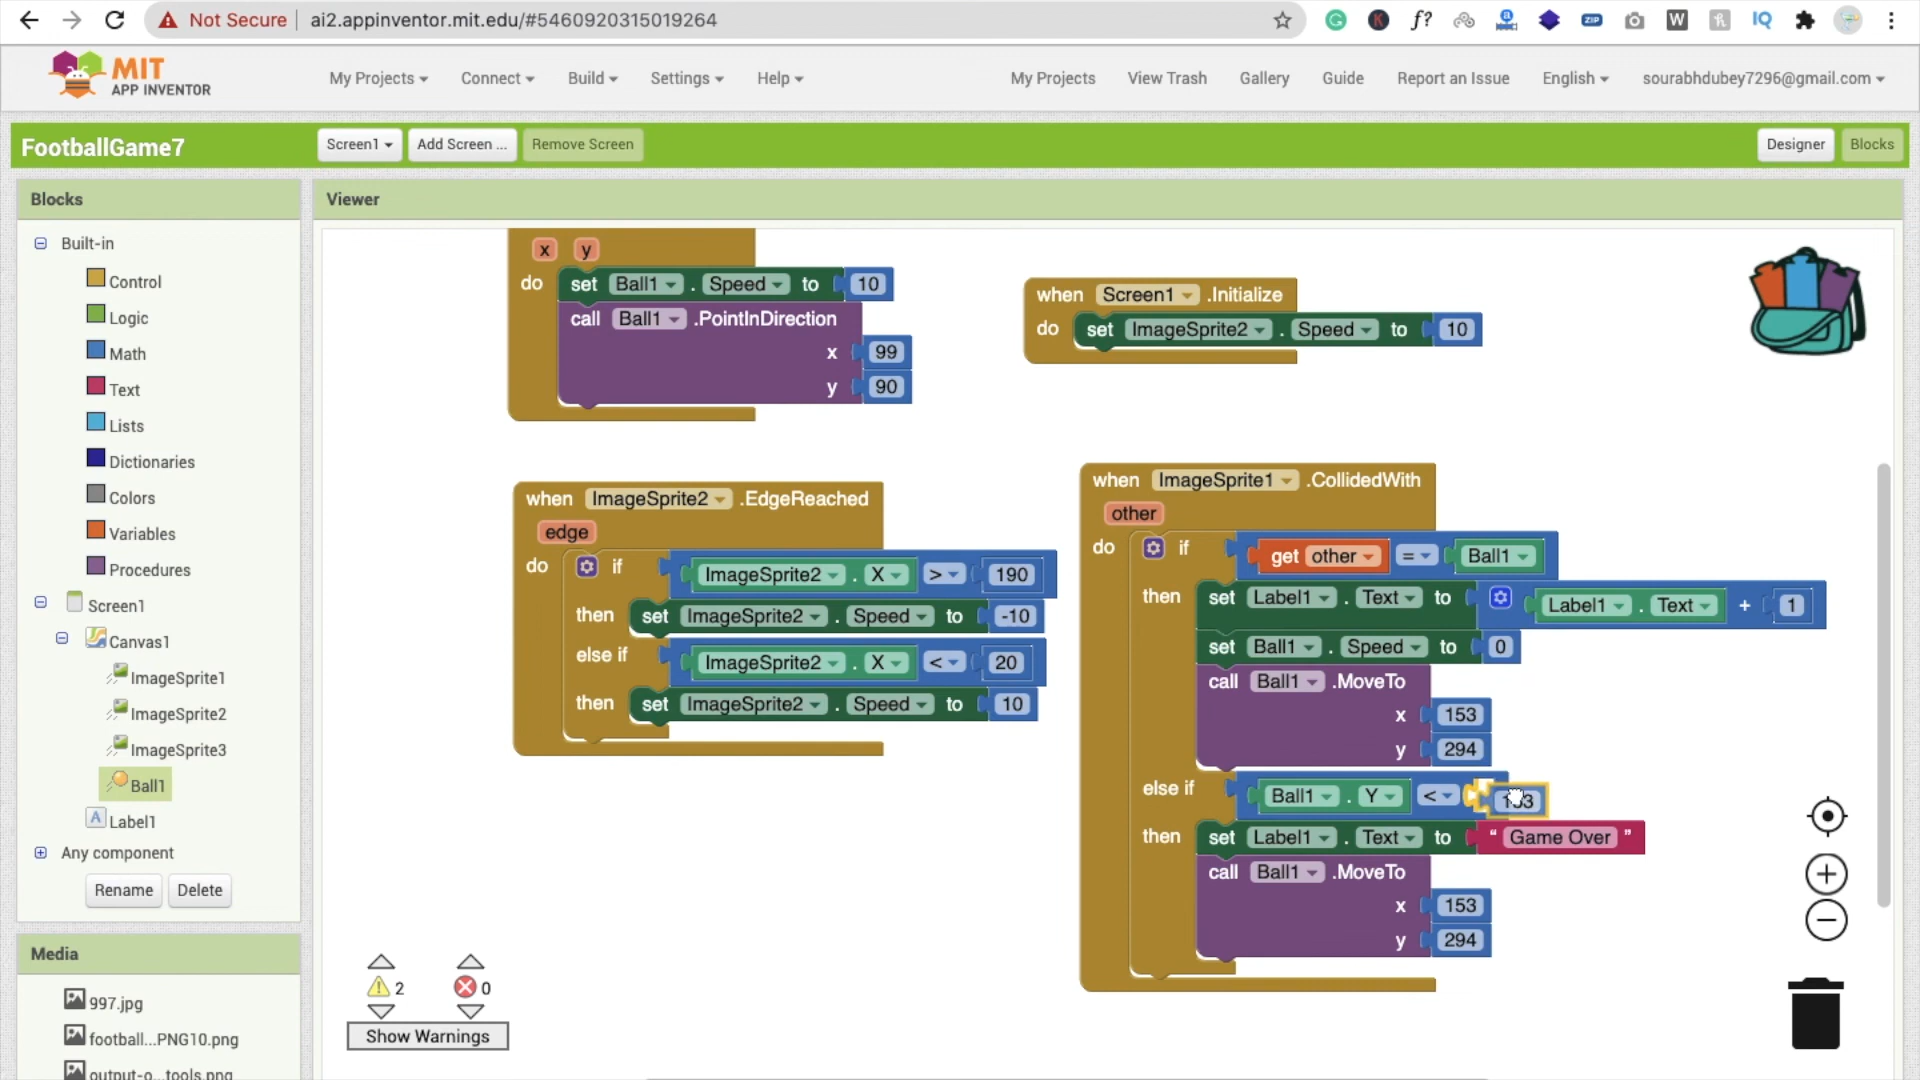 Not Secure
ai2.appinventor.mit.edu/#5460920315019264
MIT
APP INVENTOR
My Projects
Connect
Build
Settings
Help
My Projects
View Trash
Gallery
Guide
Report an Issue
English
sourabhdubey7296@gmail.com
FootballGame7
Screen1
Add Screen ...
Remove Screen
Designer
Blocks
Blocks
Built-in
Control
Logic
Math
Text
Lists
Dictionaries
Colors
Variables
Procedures
Screen1
Canvas1
ImageSprite1
ImageSprite2
ImageSprite3
Ball1
Label1
Any component
Rename
Delete
Media
997.jpg
football...PNG10.png
output-o...tools.png
Viewer
x y
do set Ball1 . Speed to 10
call Ball1 .PointInDirection
x 99
y 90
when Screen1 .Initialize
do set ImageSprite2 . Speed to 10
when ImageSprite2 .EdgeReached
edge
do if ImageSprite2 . X > 190
then set ImageSprite2 . Speed to -10
else if ImageSprite2 . X < 20
then set ImageSprite2 . Speed to 10
when ImageSprite1 .CollidedWith
other
do if get other = Ball1
then set Label1 . Text to Label1 . Text + 1
set Ball1 . Speed to 0
call Ball1 .MoveTo
x 153
y 294
else if Ball1 . Y <
then set Label1 . Text to “ Game Over ”
call Ball1 .MoveTo
x 153
y 294
2
0
Show Warnings